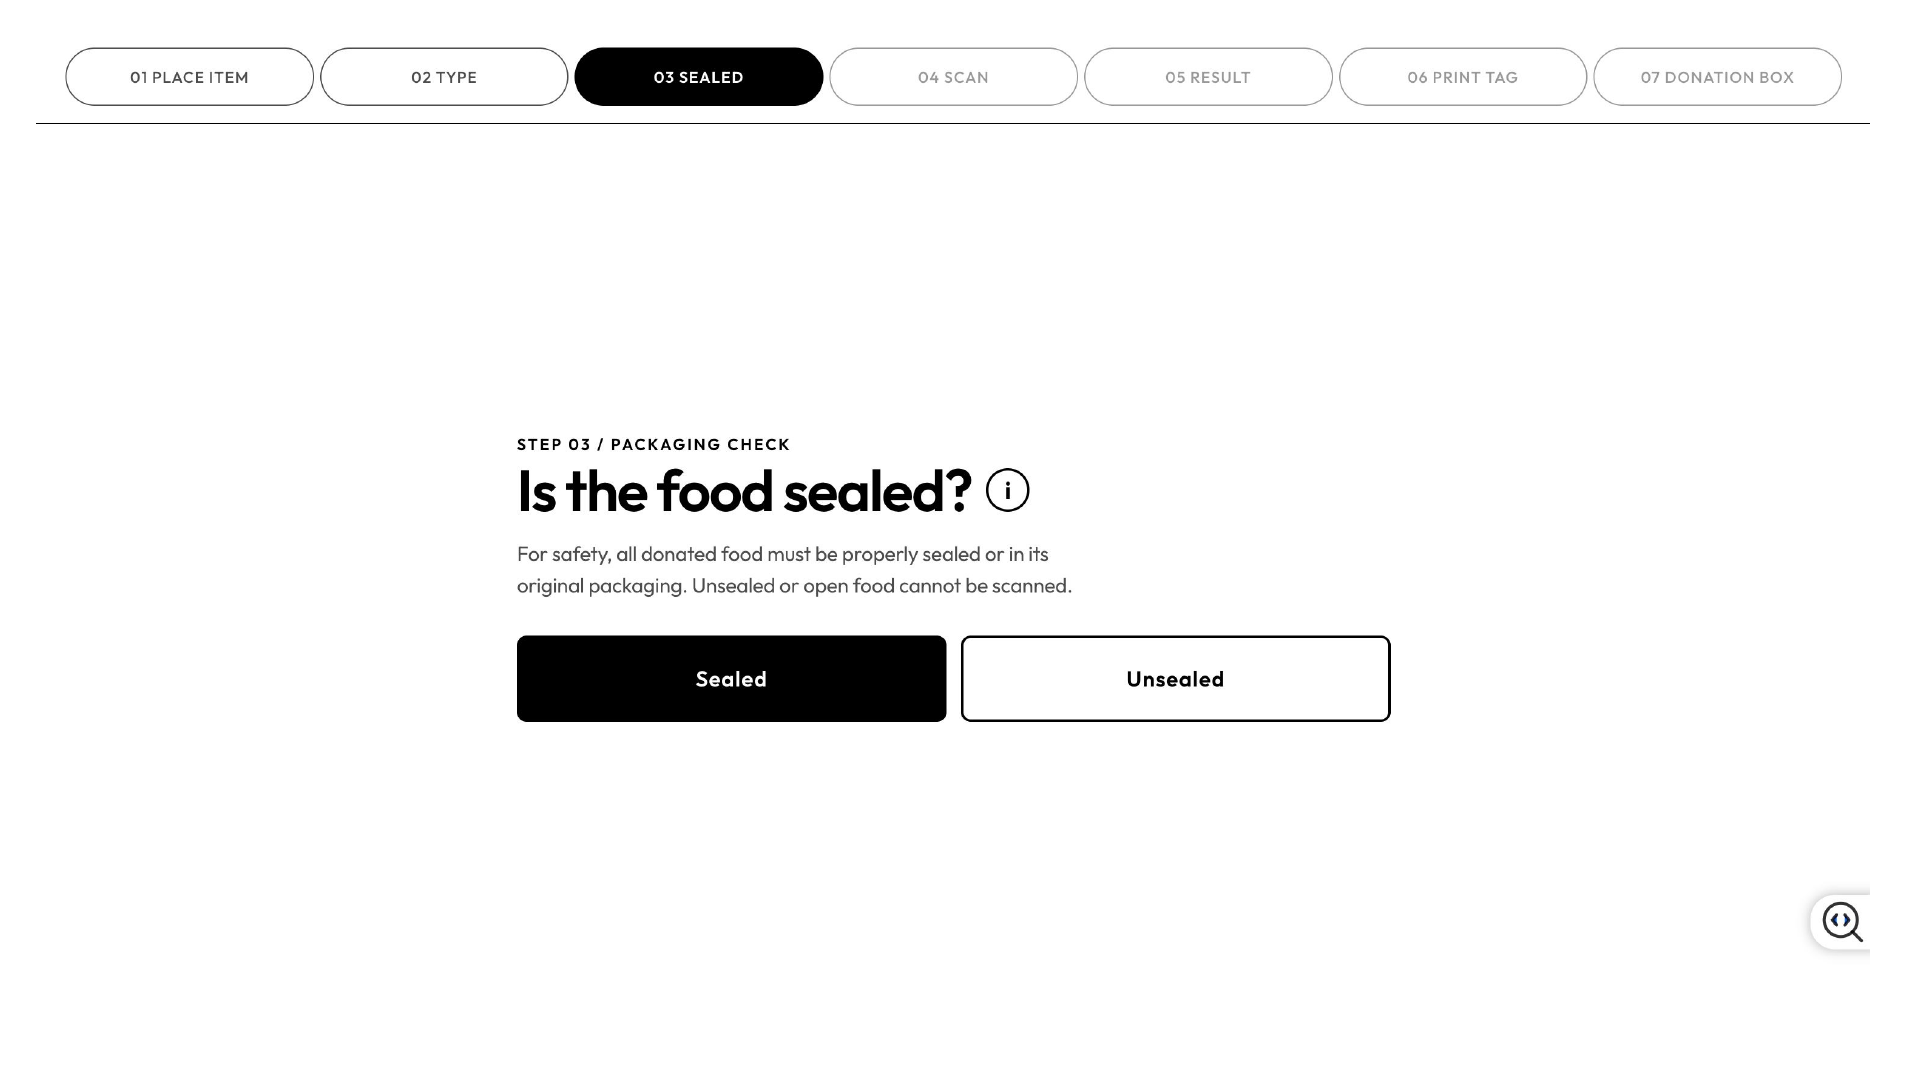 01 PLACE ITEM
02 TYPE
03 SEALED
04 SCAN
05 RESULT
06 PRINT TAG
07 DONATION BOX
STEP 03 / PACKAGING CHECK
Is the food sealed? i
For safety, all donated food must be properly sealed or in its
original packaging. Unsealed or open food cannot be scanned.
Sealed
Unsealed